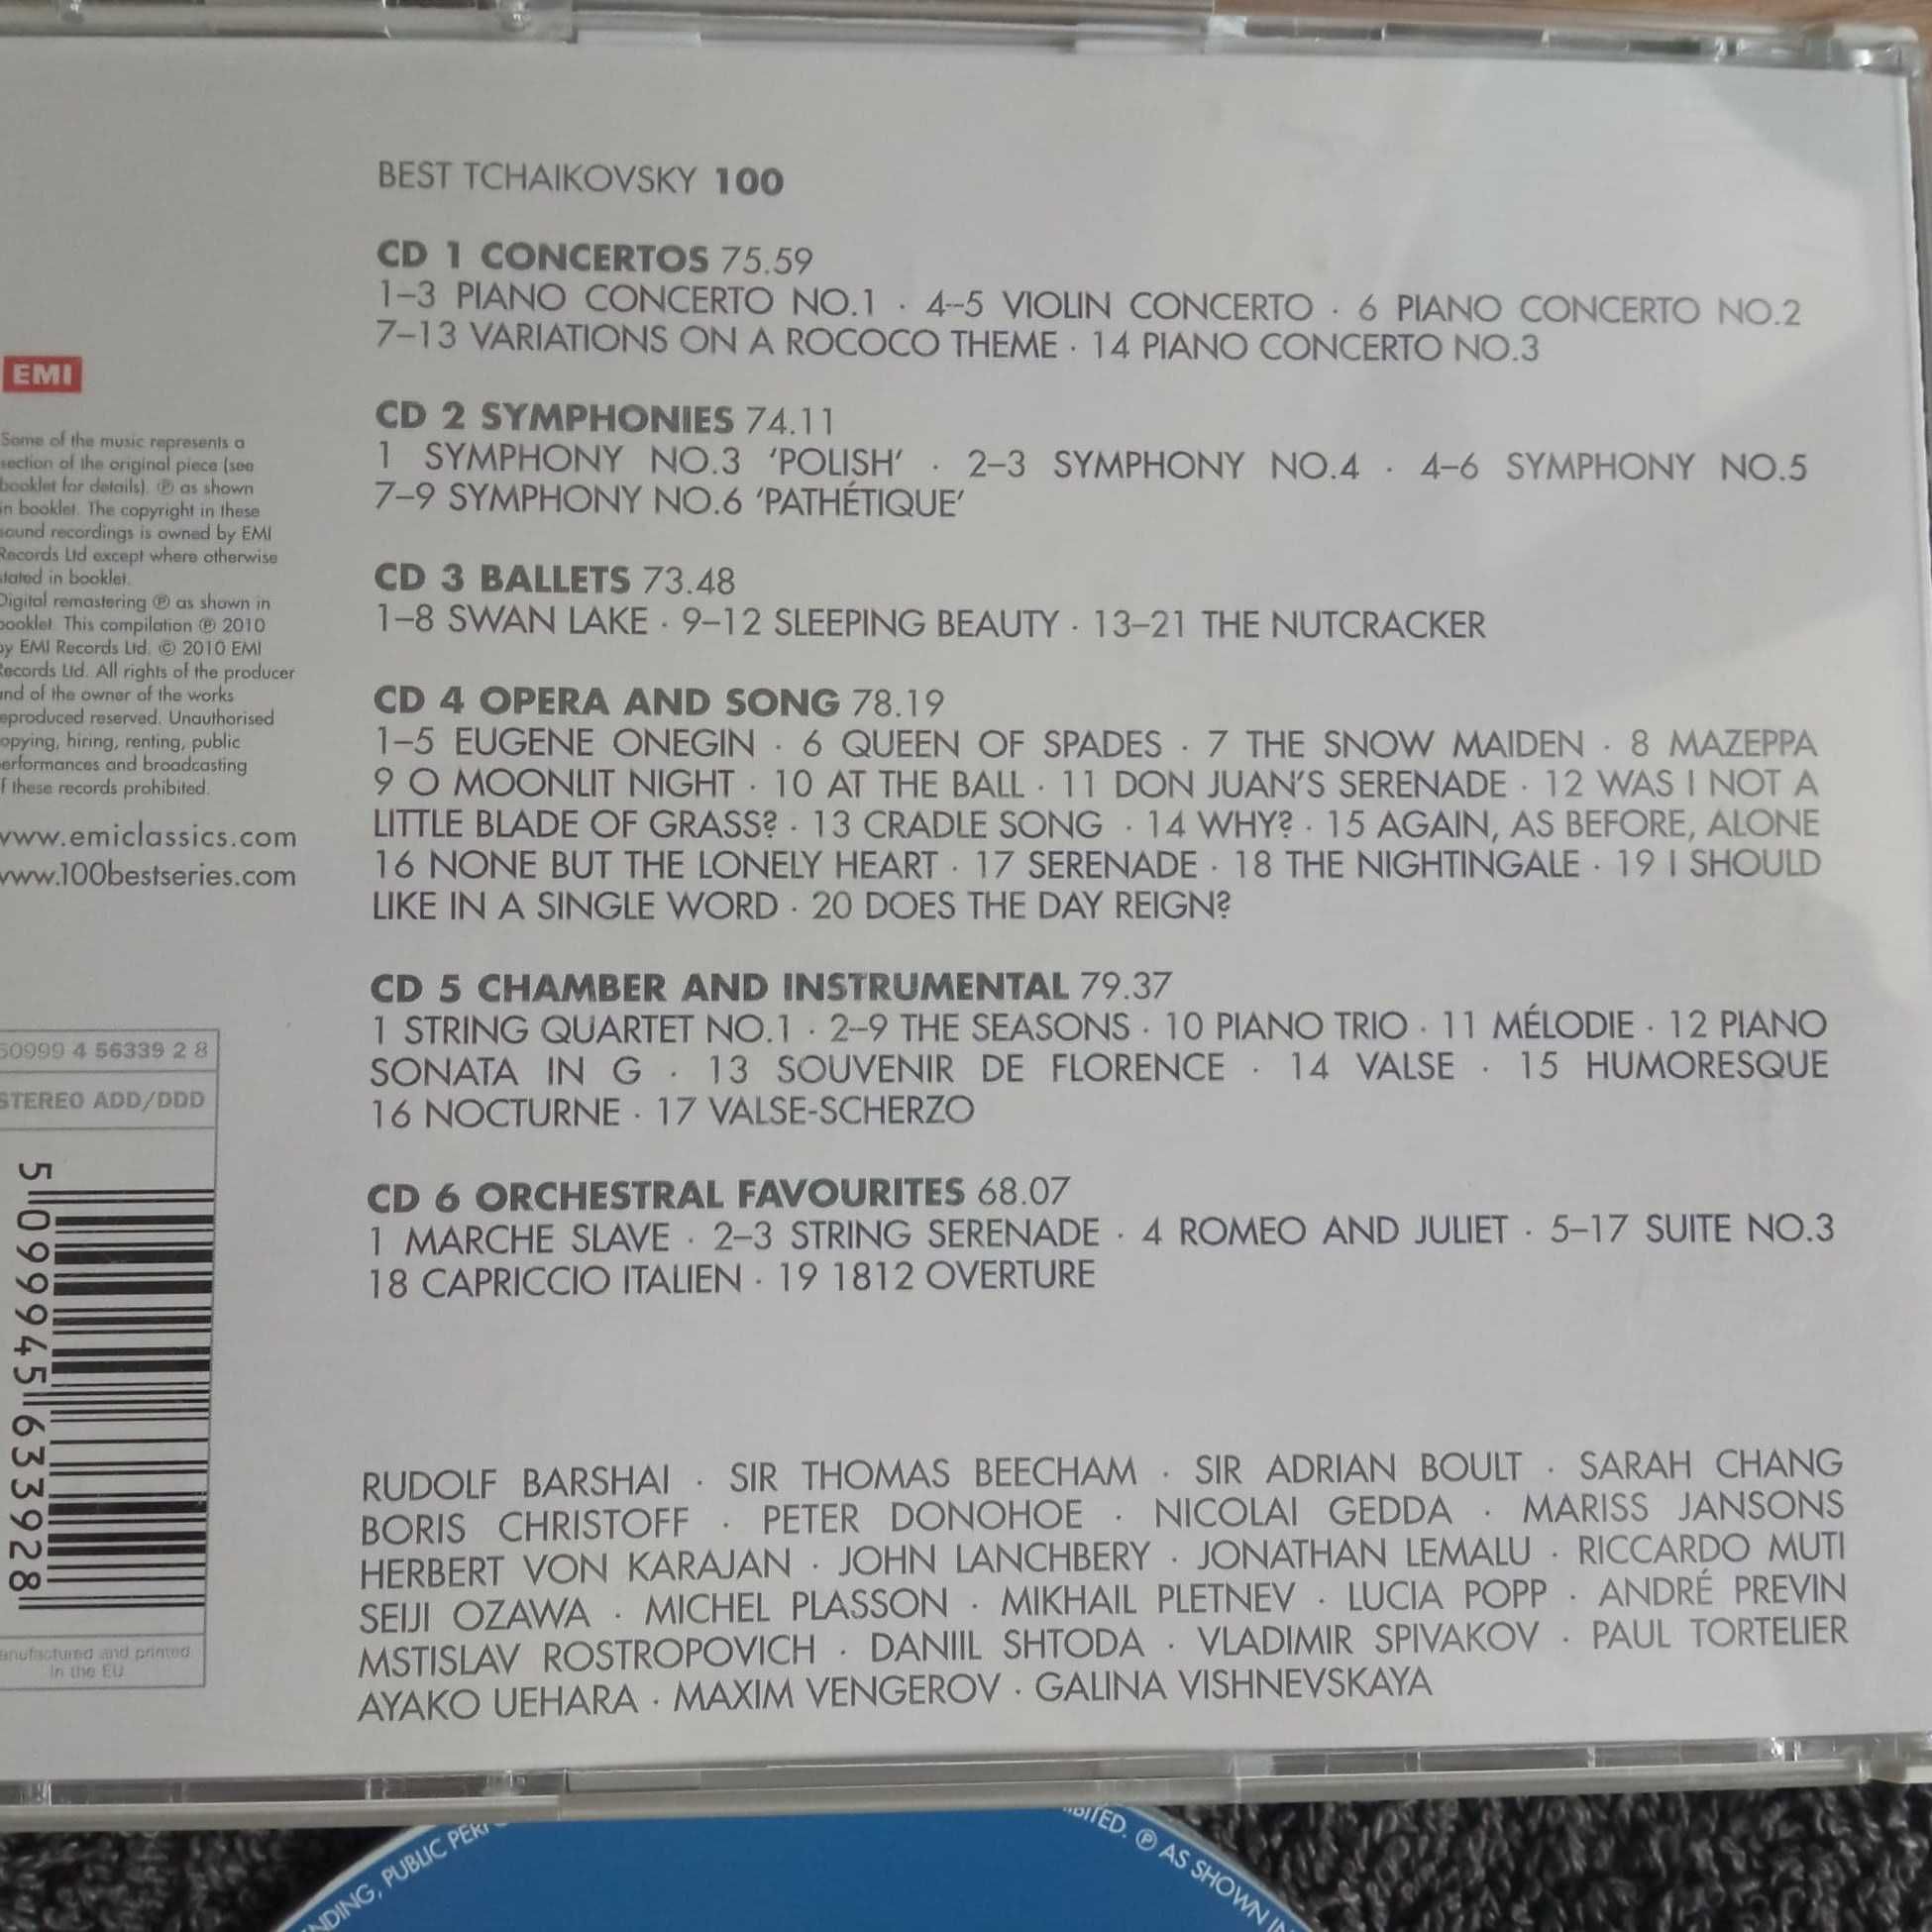 BEST TCHAIKOVSKY 100
CD 1 CONCERTOS 75.59
1–3 PIANO CONCERTO NO.1 · 4–5 VIOLIN CONCERTO · 6 PIANO CONCERTO NO.2
7–13 VARIATIONS ON A ROCOCO THEME · 14 PIANO CONCERTO NO.3
CD 2 SYMPHONIES 74.11
1 SYMPHONY NO.3 ‘POLISH’ · 2–3 SYMPHONY NO.4 · 4–6 SYMPHONY NO.5
7–9 SYMPHONY NO.6 ‘PATHÉTIQUE’
CD 3 BALLETS 73.48
1–8 SWAN LAKE · 9–12 SLEEPING BEAUTY · 13–21 THE NUTCRACKER
CD 4 OPERA AND SONG 78.19
1–5 EUGENE ONEGIN · 6 QUEEN OF SPADES · 7 THE SNOW MAIDEN · 8 MAZEPPA
9 O MOONLIT NIGHT · 10 AT THE BALL · 11 DON JUAN’S SERENADE · 12 WAS I NOT A
LITTLE BLADE OF GRASS? · 13 CRADLE SONG · 14 WHY? · 15 AGAIN, AS BEFORE, ALONE
16 NONE BUT THE LONELY HEART · 17 SERENADE · 18 THE NIGHTINGALE · 19 I SHOULD
LIKE IN A SINGLE WORD · 20 DOES THE DAY REIGN?
CD 5 CHAMBER AND INSTRUMENTAL 79.37
1 STRING QUARTET NO.1 · 2–9 THE SEASONS · 10 PIANO TRIO · 11 MÉLODIE · 12 PIANO
SONATA IN G · 13 SOUVENIR DE FLORENCE · 14 VALSE · 15 HUMORESQUE
16 NOCTURNE · 17 VALSE-SCHERZO
CD 6 ORCHESTRAL FAVOURITES 68.07
1 MARCHE SLAVE · 2–3 STRING SERENADE · 4 ROMEO AND JULIET · 5–17 SUITE NO.3
18 CAPRICCIO ITALIEN · 19 1812 OVERTURE
RUDOLF BARSHAI · SIR THOMAS BEECHAM · SIR ADRIAN BOULT · SARAH CHANG
BORIS CHRISTOFF · PETER DONOHOE · NICOLAI GEDDA · MARISS JANSONS
HERBERT VON KARAJAN · JOHN LANCHBERY · JONATHAN LEMALU · RICCARDO MUTI
SEIJI OZAWA · MICHEL PLASSON · MIKHAIL PLETNEV · LUCIA POPP · ANDRÉ PREVIN
MSTISLAV ROSTROPOVICH · DANIIL SHTODA · VLADIMIR SPIVAKOV · PAUL TORTELIER
AYAKO UEHARA · MAXIM VENGEROV · GALINA VISHNEVSKAYA
EMI
Some of the music represents a
section of the original piece (see
booklet for details). ℗ as shown
in booklet. The copyright in these
sound recordings is owned by EMI
Records Ltd except where otherwise
stated in booklet.
Digital remastering ℗ as shown in
booklet. This compilation ℗ 2010
by EMI Records Ltd. © 2010 EMI
Records Ltd. All rights of the producer
and of the owner of the works
reproduced reserved. Unauthorised
copying, hiring, renting, public
performances and broadcasting
of these records prohibited.
www.emiclassics.com
www.100bestseries.com
50999 4 56339 2 8
STEREO ADD/DDD
5 099945 633928
anufactured and printed
in the EU
NDING, PUBLIC PERF
IBITED. ℗ AS SHOWN IN